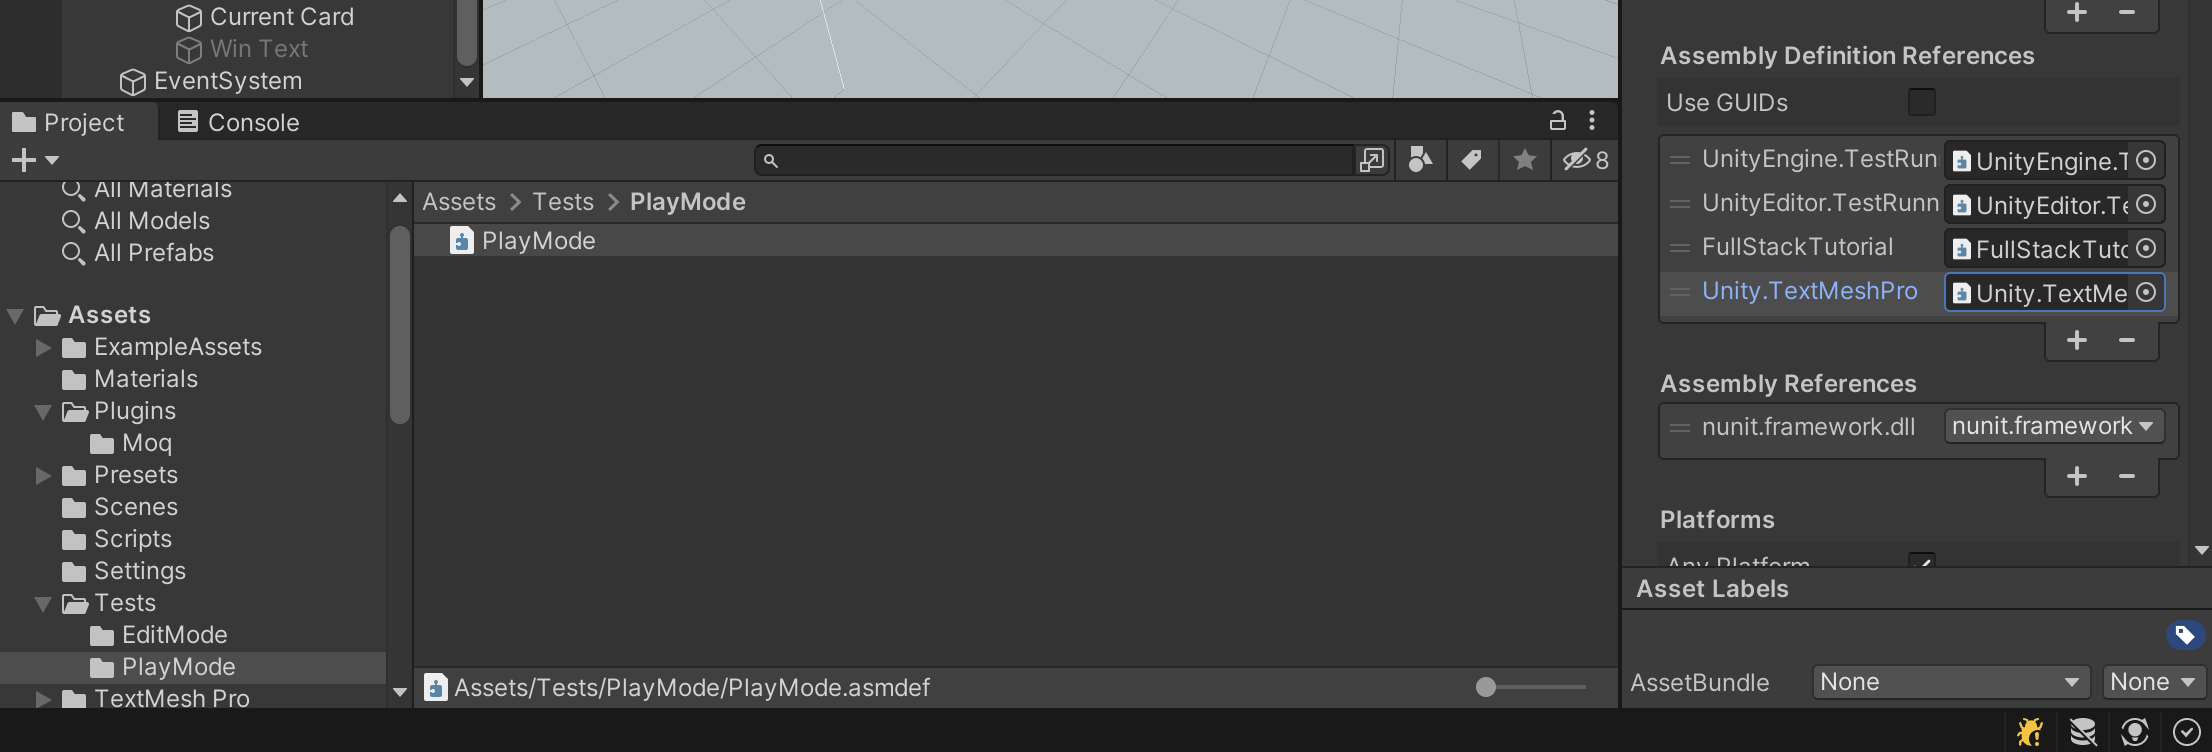 Current Card
Win Text
EventSystem
Project
Console
8
All Materials
All Models
All Prefabs
Assets
ExampleAssets
Materials
Plugins
Moq
Presets
Scenes
Scripts
Settings
Tests
EditMode
PlayMode
TextMesh Pro
Assets > Tests > PlayMode
PlayMode
Assets/Tests/PlayMode/PlayMode.asmdef
Assembly Definition References
Use GUIDs
UnityEngine.TestRun UnityEngine.T
UnityEditor.TestRunn UnityEditor.Te
FullStackTutorial FullStackTuto
Unity.TextMeshPro Unity.TextMe
Assembly References
nunit.framework.dll nunit.framework
Platforms
Any Platform
Asset Labels
AssetBundle None None